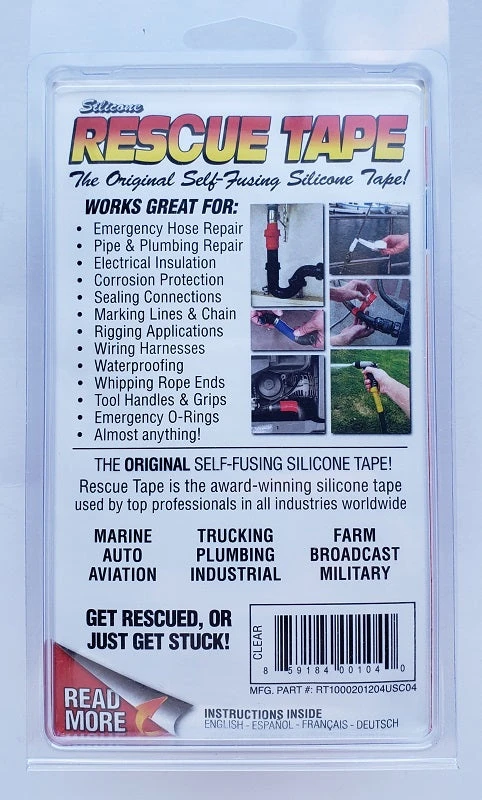 Silicone
RESCUE TAPE
The Original Self-Fusing Silicone Tape!
WORKS GREAT FOR:
• Emergency Hose Repair
• Pipe & Plumbing Repair
• Electrical Insulation
• Corrosion Protection
• Sealing Connections
• Marking Lines & Chain
• Rigging Applications
• Wiring Harnesses
• Waterproofing
• Whipping Rope Ends
• Tool Handles & Grips
• Emergency O-Rings
• Almost anything!
THE ORIGINAL SELF-FUSING SILICONE TAPE!
Rescue Tape is the award-winning silicone tape
used by top professionals in all industries worldwide
MARINE TRUCKING FARM
AUTO PLUMBING BROADCAST
AVIATION INDUSTRIAL MILITARY
GET RESCUED, OR
JUST GET STUCK!
CLEAR
8 59184 00104 0
MFG. PART #: RT1000201204USC04
READ
MORE
INSTRUCTIONS INSIDE
ENGLISH - ESPAÑOL - FRANÇAIS - DEUTSCH